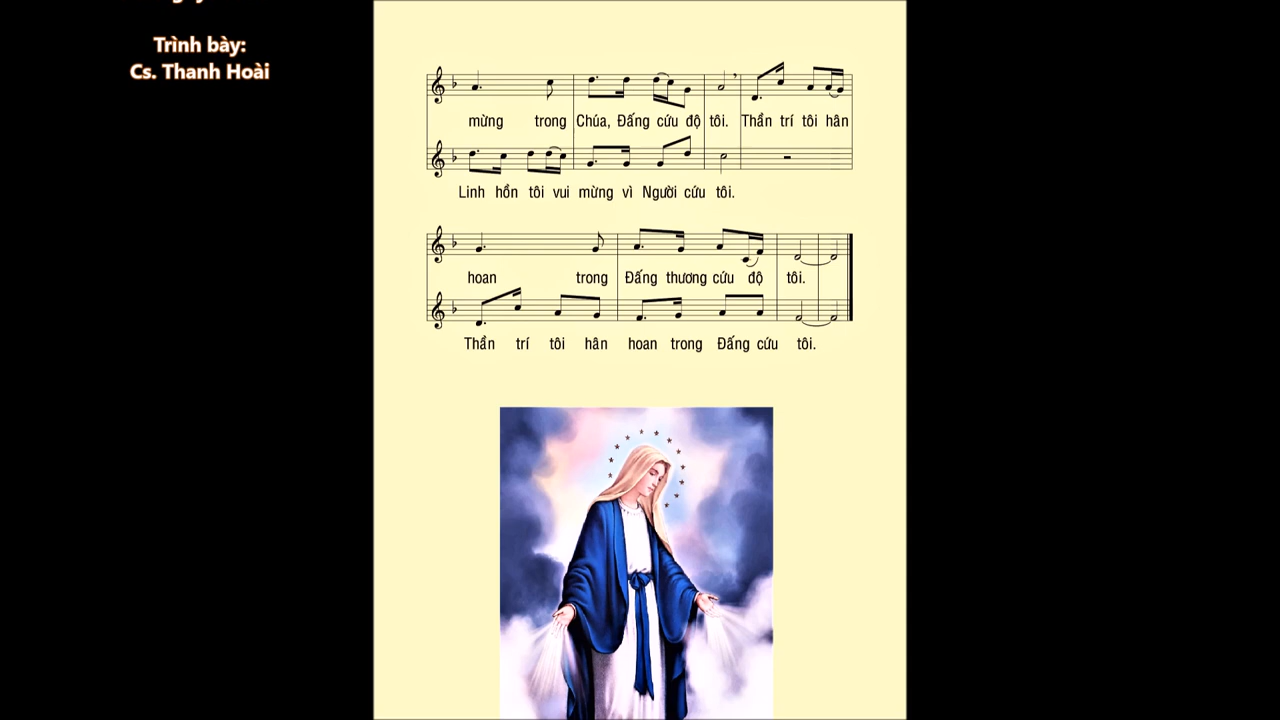 Trình bày:
Cs. Thanh Hoài
mừng trong Chúa, Đấng cứu độ tôi. Thần trí tôi hân
Linh hồn tôi vui mừng vì Người cứu tôi.
hoan trong Đấng thương cứu độ tôi.
Thần trí tôi hân hoan trong Đấng cứu tôi.